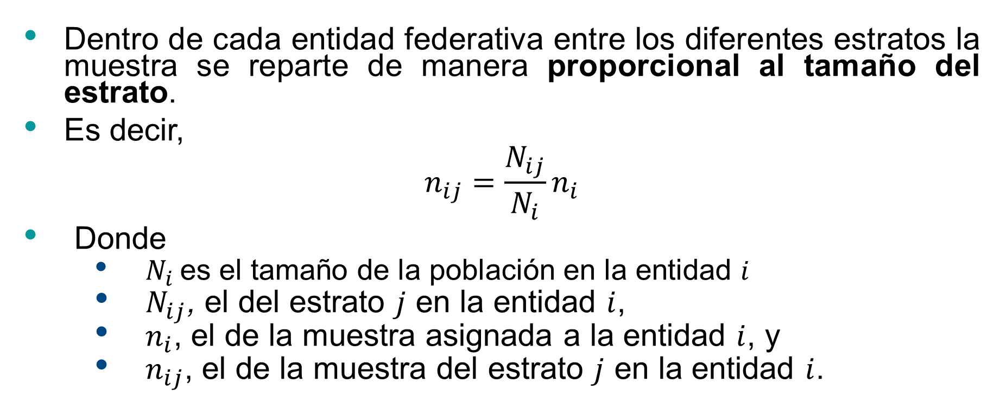 • Dentro de cada entidad federativa entre los diferentes estratos la
muestra se reparte de manera proporcional al tamaño del
estrato.
• Es decir,
n_{ij} = \frac{N_{ij}}{N_i} n_i
• Donde
• N_i es el tamaño de la población en la entidad i
• N_{ij}, el del estrato j en la entidad i,
• n_i, el de la muestra asignada a la entidad i, y
• n_{ij}, el de la muestra del estrato j en la entidad i.